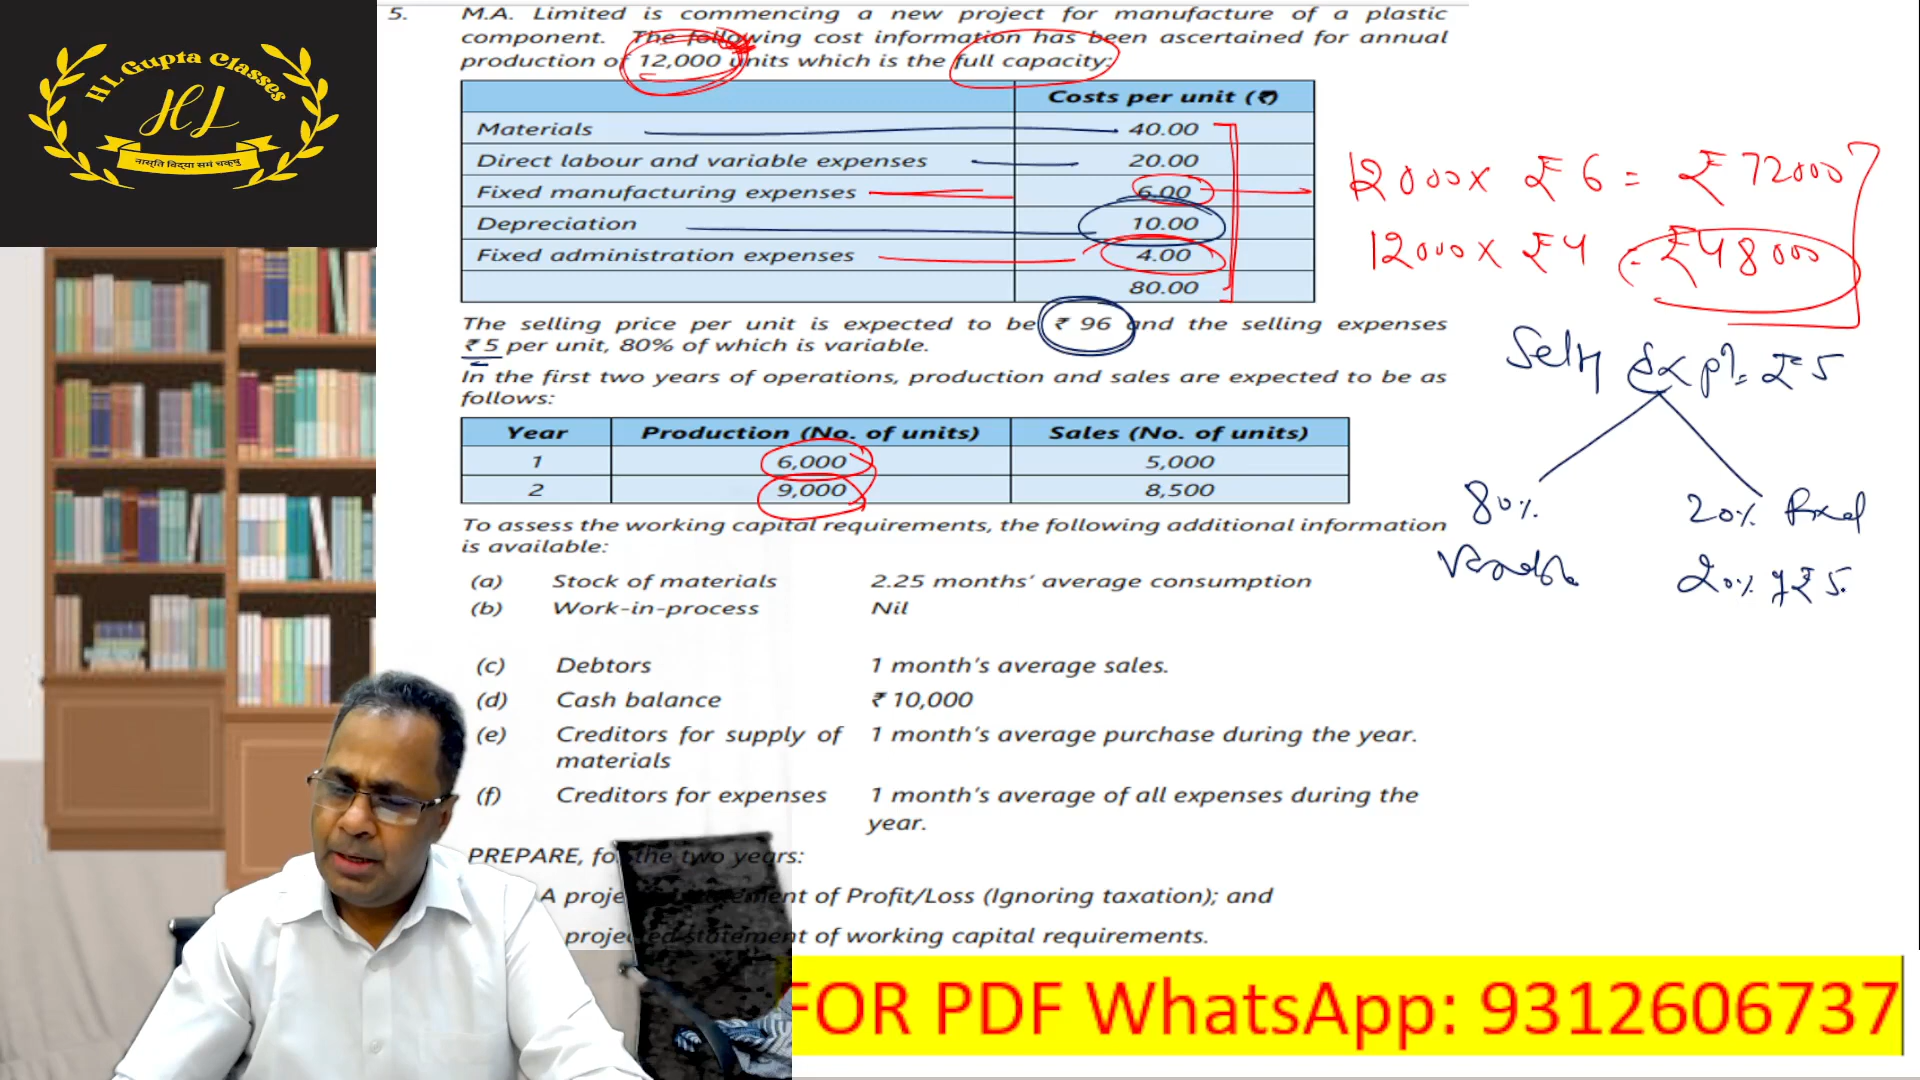 HL Gupta Classes
HL
नास्ति विद्या समं चक्षु
5. M.A. Limited is commencing a new project for manufacture of a plastic
component. The following cost information has been ascertained for annual
production of 12,000 units which is the full capacity:
Costs per unit (₹)
Materials 40.00
Direct labour and variable expenses 20.00
Fixed manufacturing expenses 6.00
Depreciation 10.00
Fixed administration expenses 4.00
80.00
12000 x ₹ 6 = ₹ 72000
12000 x ₹ 4 = ₹ 48000
The selling price per unit is expected to be ₹ 96 and the selling expenses
₹ 5 per unit, 80% of which is variable.
In the first two years of operations, production and sales are expected to be as
follows:
Year Production (No. of units) Sales (No. of units)
1 6,000 5,000
2 9,000 8,500
= ₹ 5
80%
20% fixed
Variable
20% of ₹ 5.
To assess the working capital requirements, the following additional information
is available:
(a) Stock of materials 2.25 months’ average consumption
(b) Work-in-process Nil
(c) Debtors 1 month’s average sales.
(d) Cash balance ₹ 10,000
(e) Creditors for supply of 1 month’s average purchase during the year.
materials
(f) Creditors for expenses 1 month’s average of all expenses during the
year.
PREPARE, for the two years:
A statement of Profit/Loss (Ignoring taxation); and
projected statement of working capital requirements.
FOR PDF WhatsApp: 9312606737